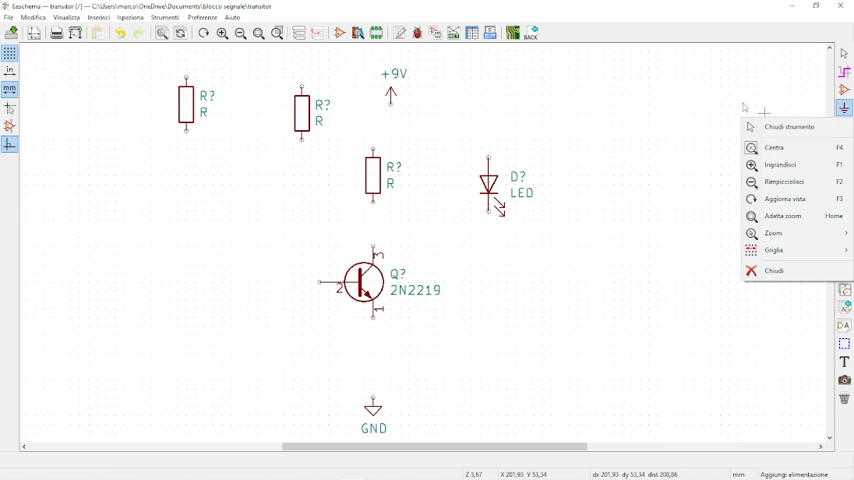 Eeschema — transitor [/] — C:\Users\marco\OneDrive\Documents\blocco segnale\transitor
File Modifica Visualizza Inserisci Ispeziona Strumenti Preferenze Aiuto
BACK
in
mm
+9V
R?
R
R?
R
R?
R
D?
LED
3
Q?
2
2N2219
1
GND
Chiudi strumento
Centra F4
Ingrandisci F1
Rimpicciolisci F2
Aggiorna vista F3
Adatta zoom Home
Zoom
Griglia
Chiudi
A
T
Z 3,67 X 201,93 Y 53,34 dx 201,93 dy 53,34 dist 208,86 mm Aggiungi alimentazione